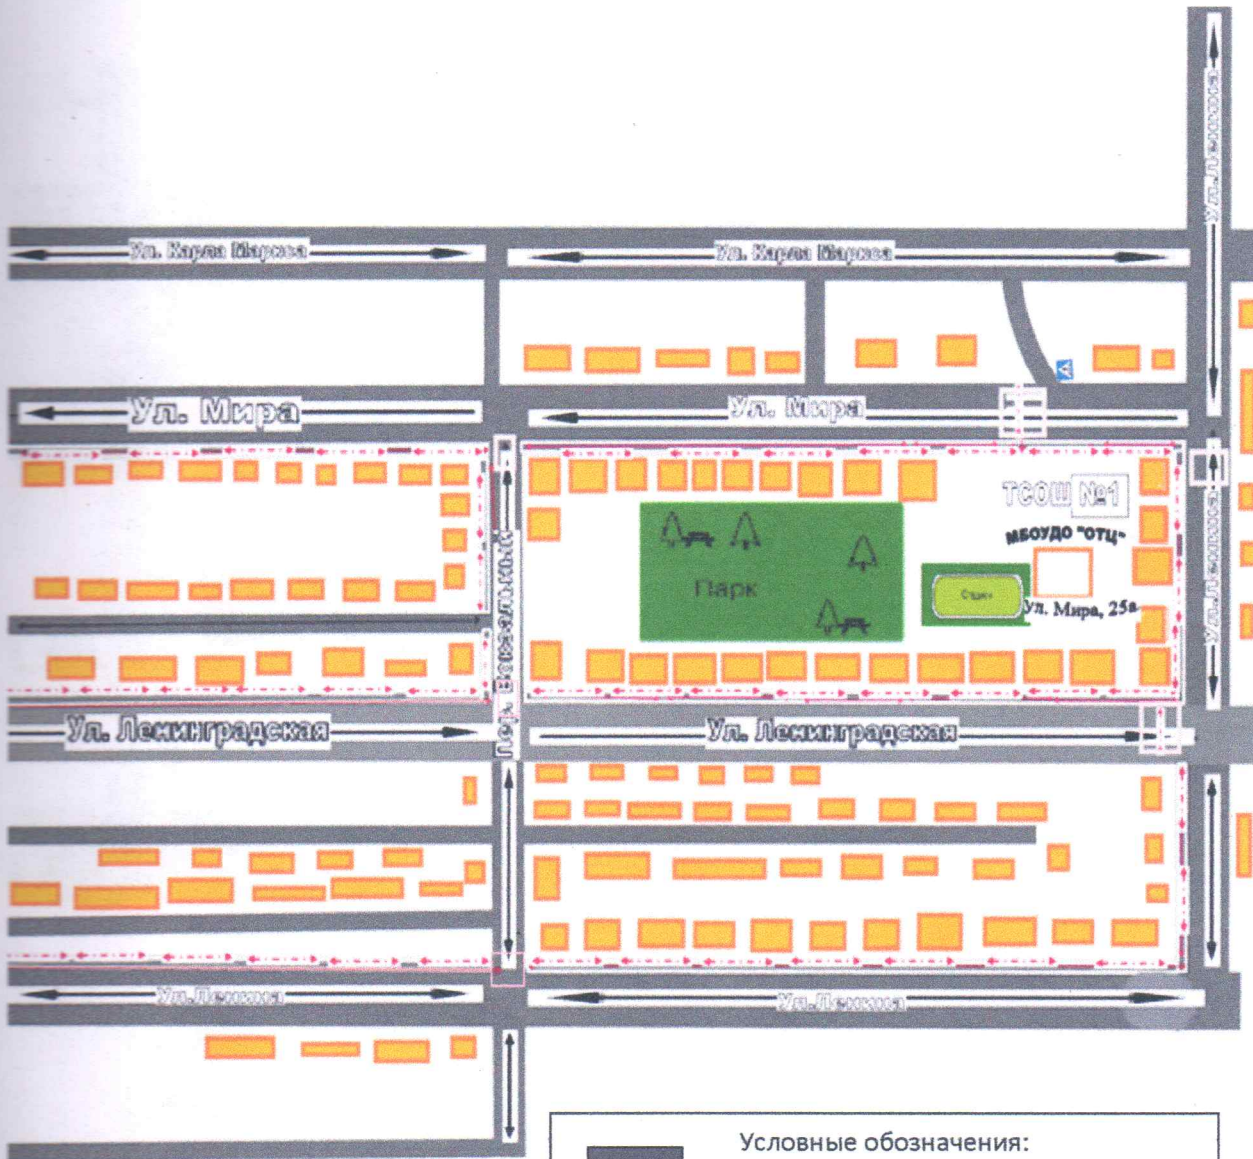 Ул. Ленина
Ул. Карла Маркса
Ул. Карла Маркса
Ул. Мира
Ул. Мира
ТСОШ №1
МБОУДО "ОТЦ"
Парк
Ул. Мира, 25а
Пер. Вокзальный
Ул. Ленина
Ул. Ленинградская
Ул. Ленинградская
Ул.Ленина
Ул.Ленина
Условные обозначения: